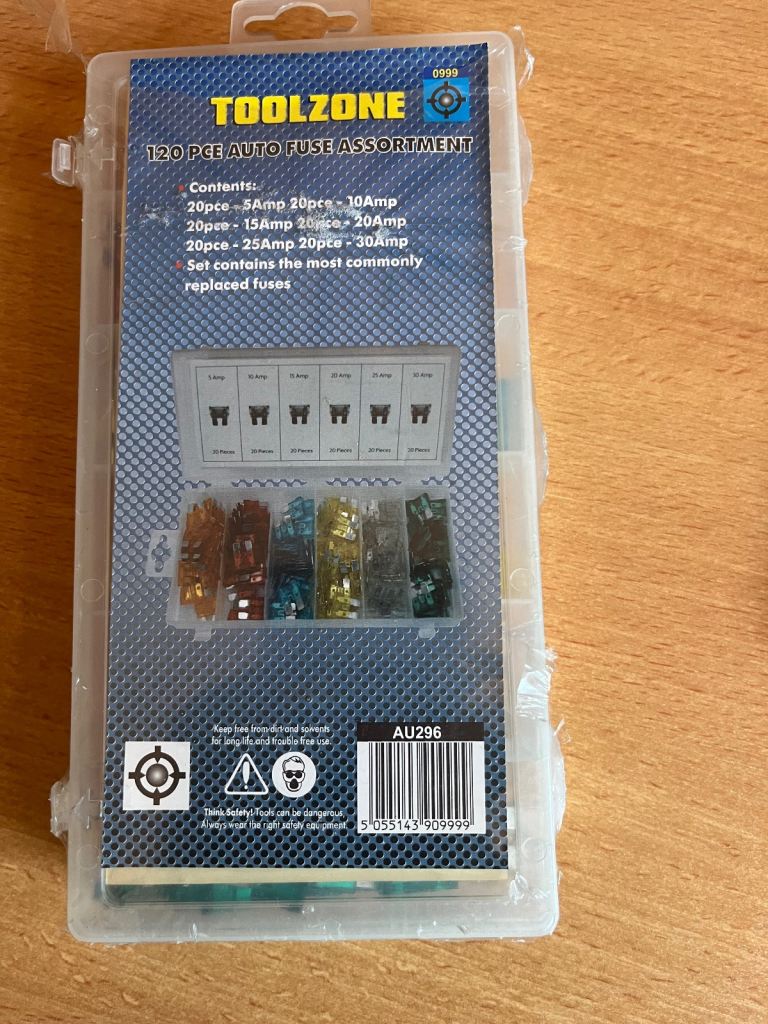 0999
TOOLZONE
120 PCE AUTO FUSE ASSORTMENT
Contents:
20pce - 5Amp 20pce - 10Amp
20pce - 15Amp 20pce - 20Amp
20pce - 25Amp 20pce - 30Amp
Set contains the most commonly
replaced fuses
5 Amp 10 Amp 15 Amp 20 Amp 25 Amp 30 Amp
20 Pieces 20 Pieces 20 Pieces 20 Pieces 20 Pieces 20 Pieces
Keep free from dirt and solvents
for long life and trouble free use.
Think Safety! Tools can be dangerous,
Always wear the right safety equipment.
AU296
5 055143 909999